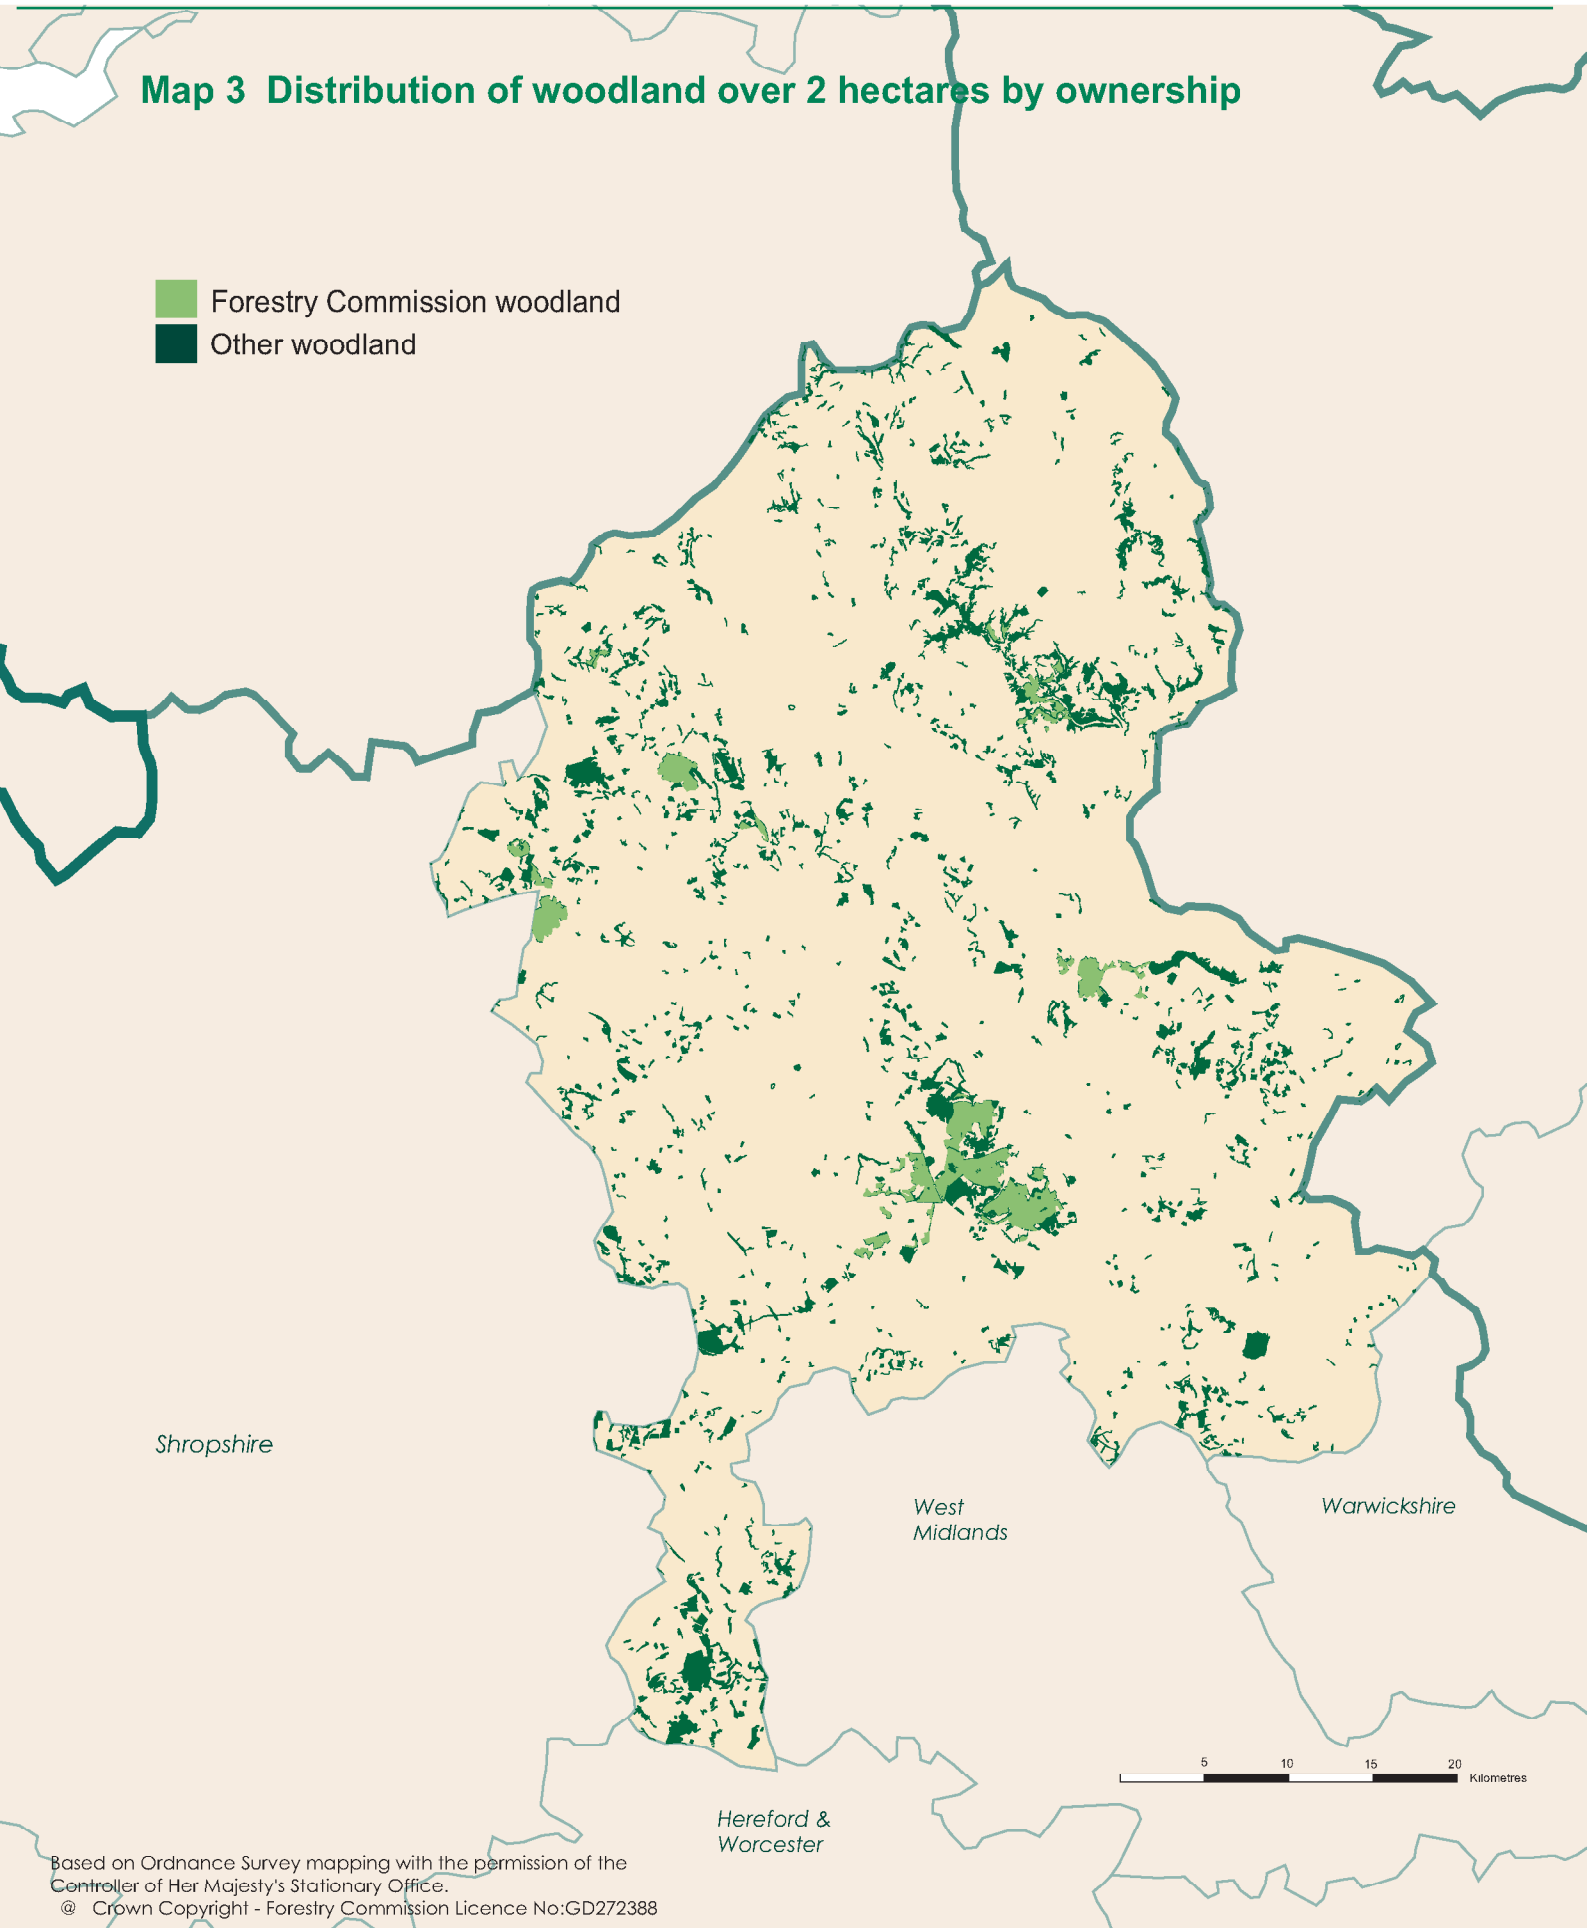 Map 3  Distribution of woodland over 2 hectares by ownership
Forestry Commission woodland
Other woodland
Shropshire
West
Midlands
Warwickshire
5 10 15 20
Kilometres
Hereford &
Worcester
Based on Ordnance Survey mapping with the permission of the
Controller of Her Majesty's Stationary Office.
@ Crown Copyright - Forestry Commission Licence No:GD272388